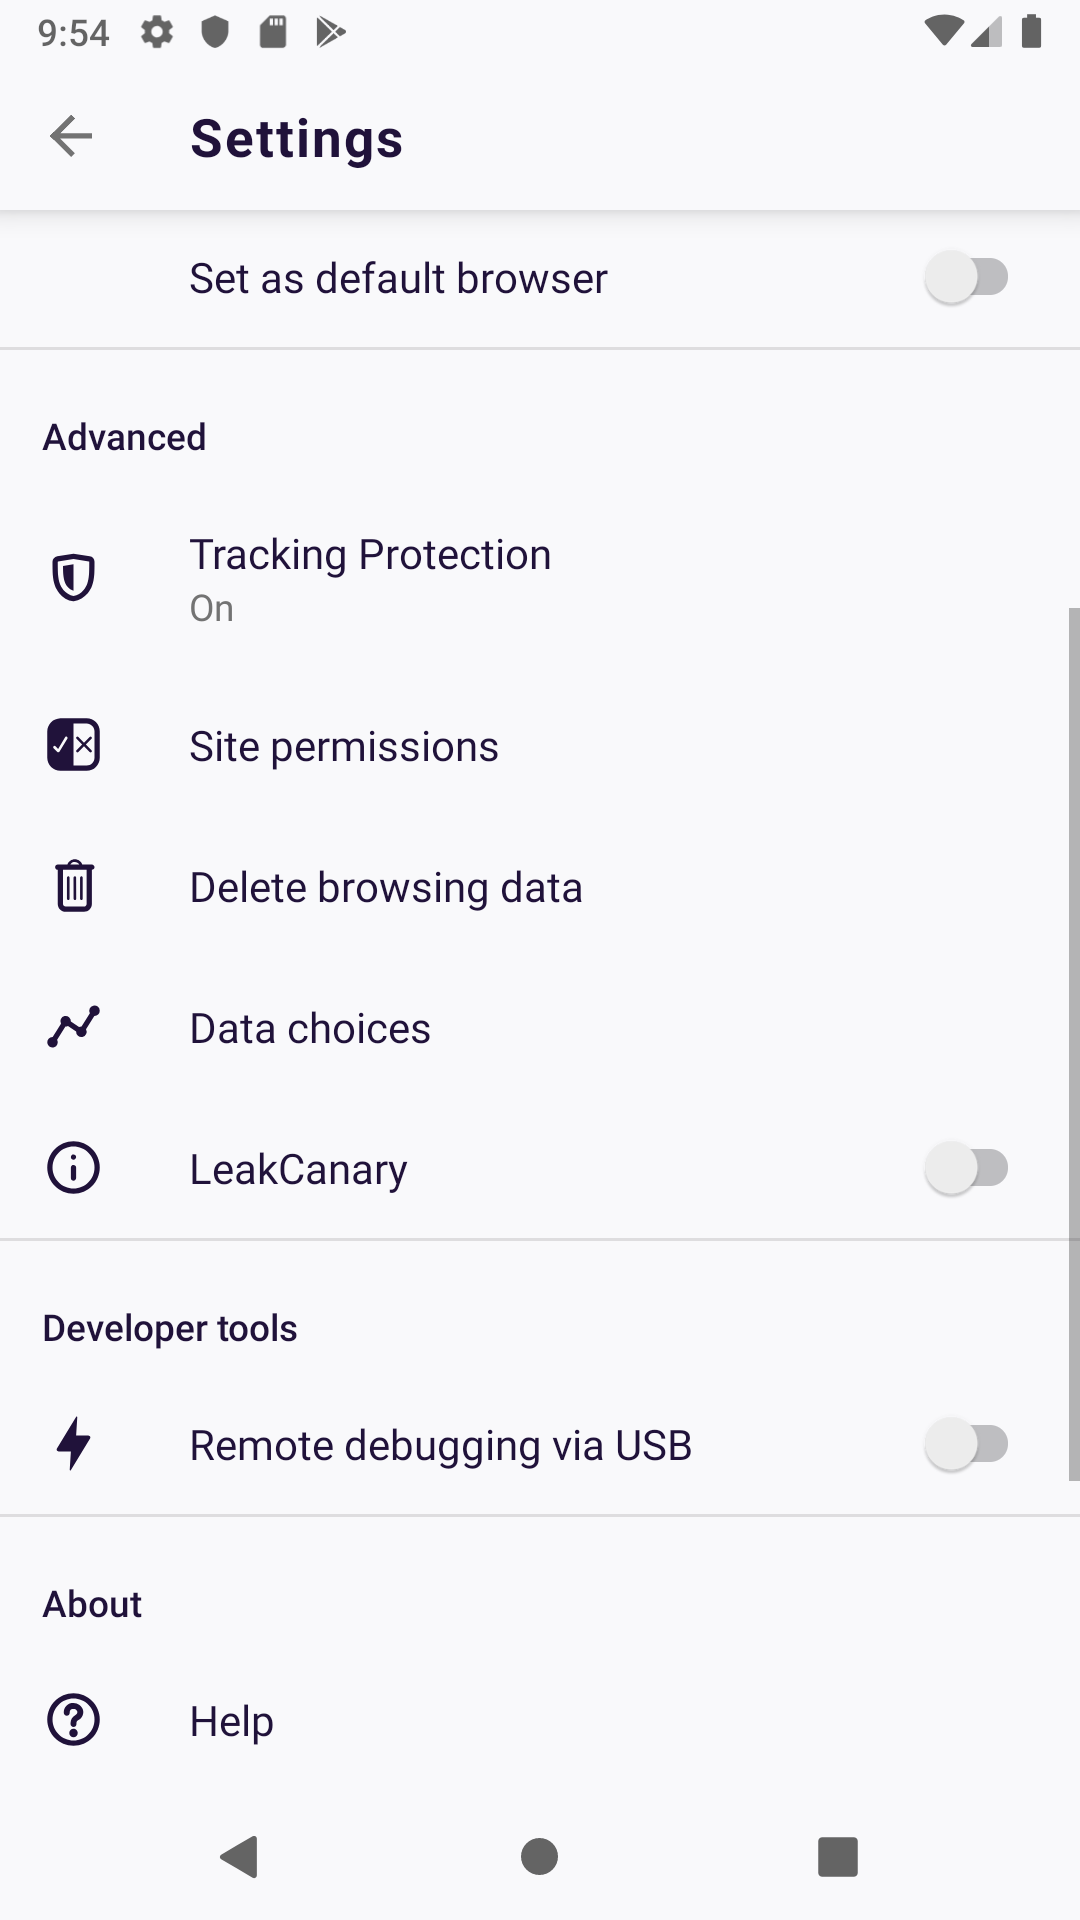 9:54
Settings
Set as default browser
Advanced
Tracking Protection
On
Site permissions
Delete browsing data
Data choices
LeakCanary
Developer tools
Remote debugging via USB
About
Help